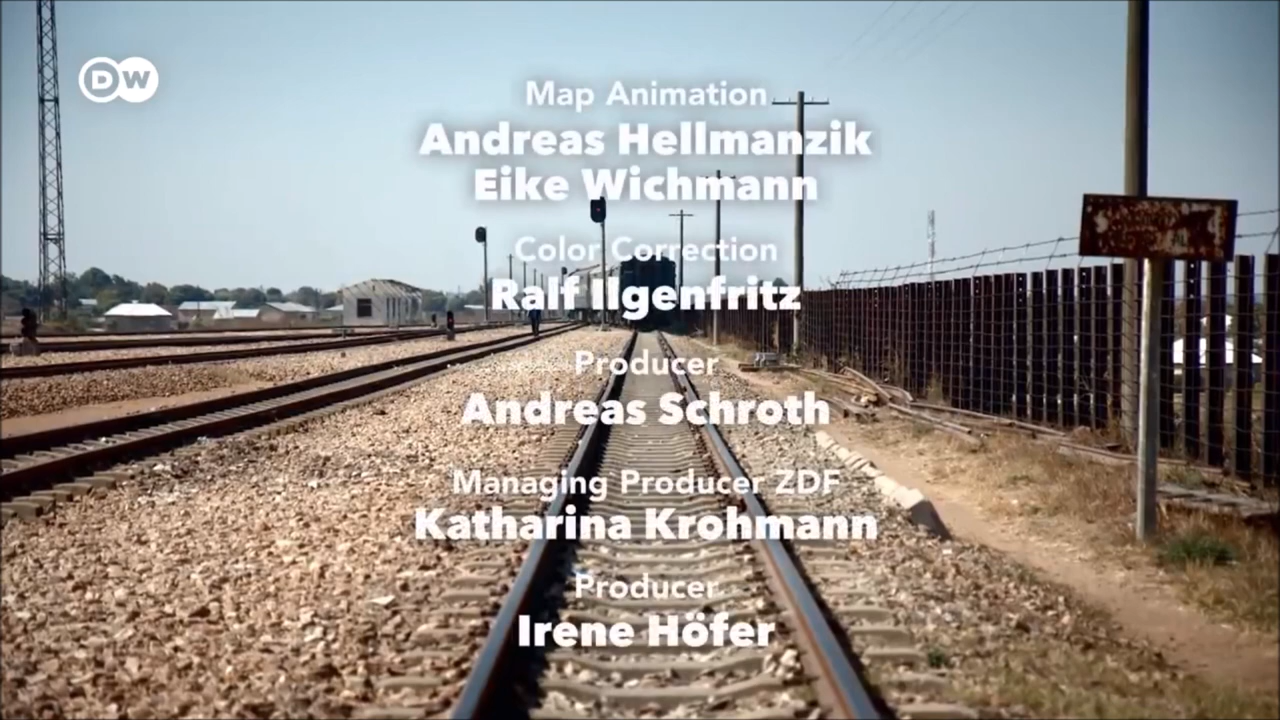 DW
Map Animation
Andreas Hellmanzik
Eike Wichmann
Color Correction
Ralf Ilgenfritz
Producer
Andreas Schroth
Managing Producer ZDF
Katharina Krohmann
Producer
Irene Höfer